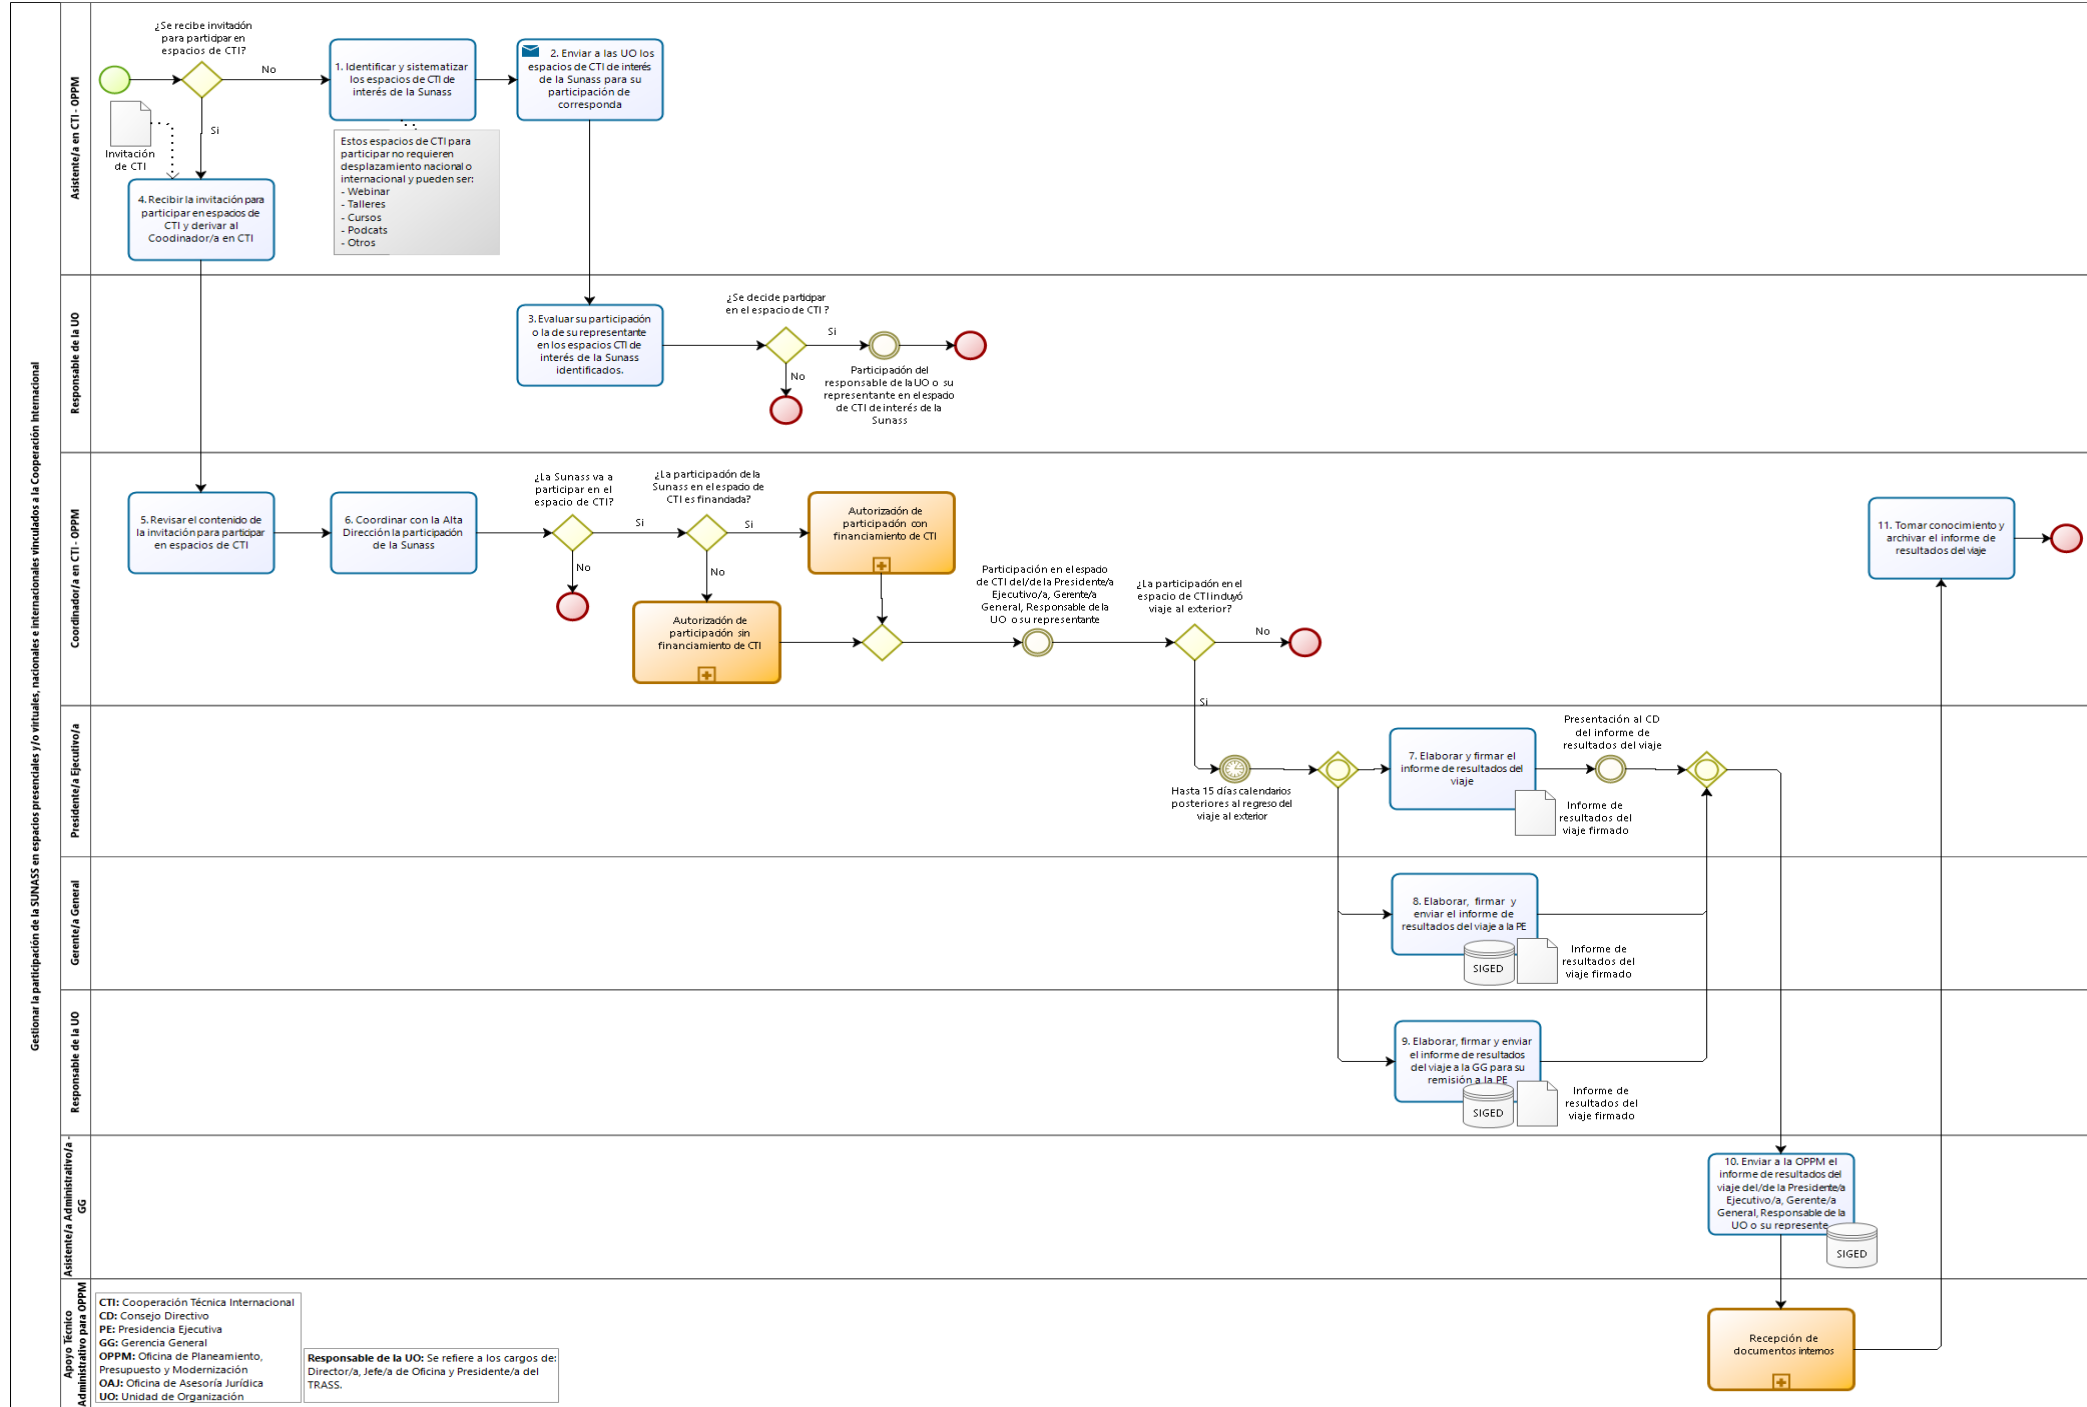 Gestionar la participación de la SUNASS en espacios presenciales y/o virtuales, nacionales e internacionales vinculados a la Cooperación Internacional
Asistente/a en CTI - OPPM
¿Se recibe invitación
para participar en
espacios de CTI?
No
Si
Invitación
de CTI
1. Identificar y sistematizar
los espacios de CTI de
interés de la Sunass
2. Enviar a las UO los
espacios de CTI de interés
de la Sunass para su
participación de
corresponda
Estos espacios de CTI para
participar no requieren
desplazamiento nacional o
internacional y pueden ser:
- Webinar
- Talleres
- Cursos
- Podcats
- Otros
4. Recibir la invitación para
participar en espacios de
CTI y derivar al
Coodinador/a en CTI
Responsable de la UO
3. Evaluar su participación
o la de su representante
en los espacios CTI de
interés de la Sunass
identificados.
¿Se decide participar
en el espacio de CTI ?
Si
No
Participación del
responsable de la UO o su
representante en el espacio
de CTI de interés de la
Sunass
Coordinador/a en CTI - OPPM
5. Revisar el contenido de
la invitación para participar
en espacios de CTI
6. Coordinar con la Alta
Dirección la participación
de la Sunass
¿La Sunass va a
participar en el
espacio de CTI?
Si
No
¿La participación de la
Sunass en el espacio de
CTI es financiada?
Si
No
Autorización de
participación con
financiamiento de CTI
Autorización de
participación sin
financiamiento de CTI
Participación en el espacio
de CTI del/de la Presidente/a
Ejecutivo/a, Gerente/a
General, Responsable de la
UO o su representante
¿La participación en el
espacio de CTI incluyó
viaje al exterior?
No
Si
11. Tomar conocimiento y
archivar el informe de
resultados del viaje
Presidente/a Ejecutivo/a
Hasta 15 días calendarios
posteriores al regreso del
viaje al exterior
7. Elaborar y firmar el
informe de resultados del
viaje
Informe de
resultados del
viaje firmado
Presentación al CD
del informe de
resultados del viaje
Gerente/a General
8. Elaborar, firmar y
enviar el informe de
resultados del viaje a la PE
SIGED
Informe de
resultados del
viaje firmado
Responsable de la UO
9. Elaborar, firmar y enviar
el informe de resultados
del viaje a la GG para su
remisión a la PE
SIGED
Informe de
resultados del
viaje firmado
Asistente/a Administrativo/a -
GG
10. Enviar a la OPPM el
informe de resultados del
viaje del/de la Presidente/a
Ejecutivo/a, Gerente/a
General, Responsable de la
UO o su represente
SIGED
Apoyo Técnico
Administrativo para OPPM
CTI: Cooperación Técnica Internacional
CD: Consejo Directivo
PE: Presidencia Ejecutiva
GG: Gerencia General
OPPM: Oficina de Planeamiento,
Presupuesto y Modernización
OAJ: Oficina de Asesoría Jurídica
UO: Unidad de Organización
Responsable de la UO: Se refiere a los cargos de:
Director/a, Jefe/a de Oficina y Presidente/a del
TRASS.
Recepción de
documentos internos